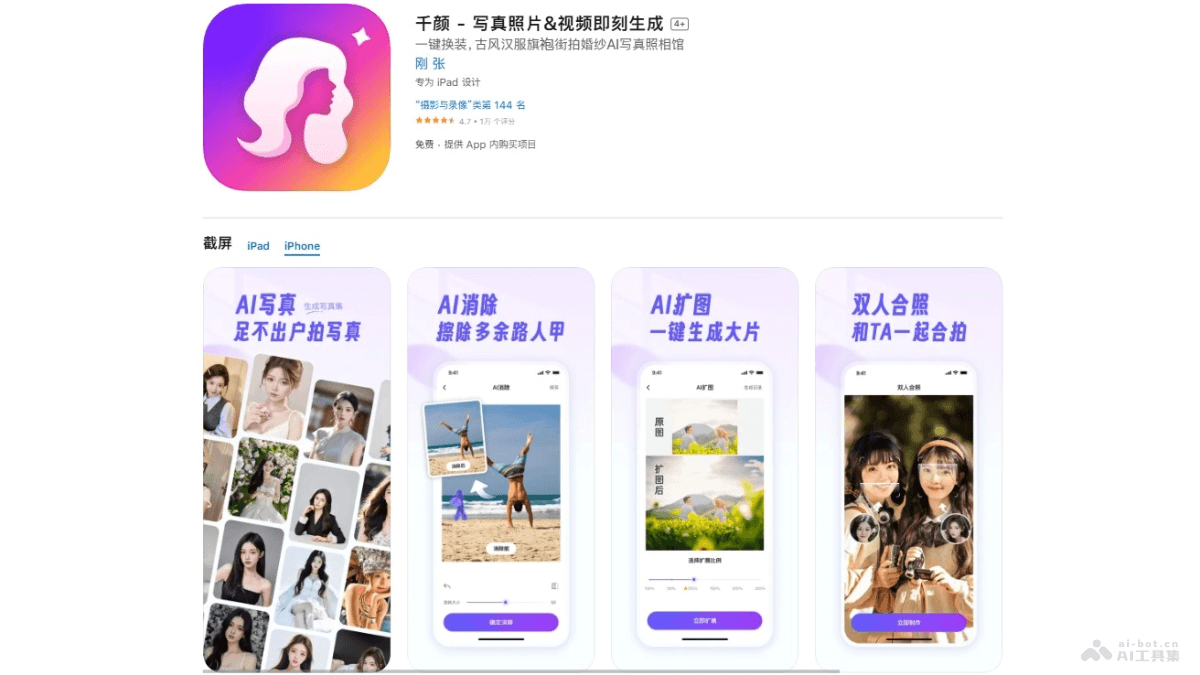 千颜 - 写真照片&视频即刻生成 4+
一键换装, 古风汉服旗袍街拍婚纱AI写真照相馆
刚 张
专为 iPad 设计
“摄影与录像”类第 144 名
4.7 • 1万 个评分
免费 · 提供 App 内购买项目
截屏 iPad iPhone
AI写真 生成写真集
足不出户拍写真
AI消除
擦除多余路人甲
9:41
AI消除
消除后
消除前
确定消除
AI扩图
一键生成大片
9:41
AI扩图
原图
扩图后
选择扩展比例
立即扩展
双人合照
和TA一起合拍
9:41
双人合照
立即制作
ai-bot.cn
AI工具集